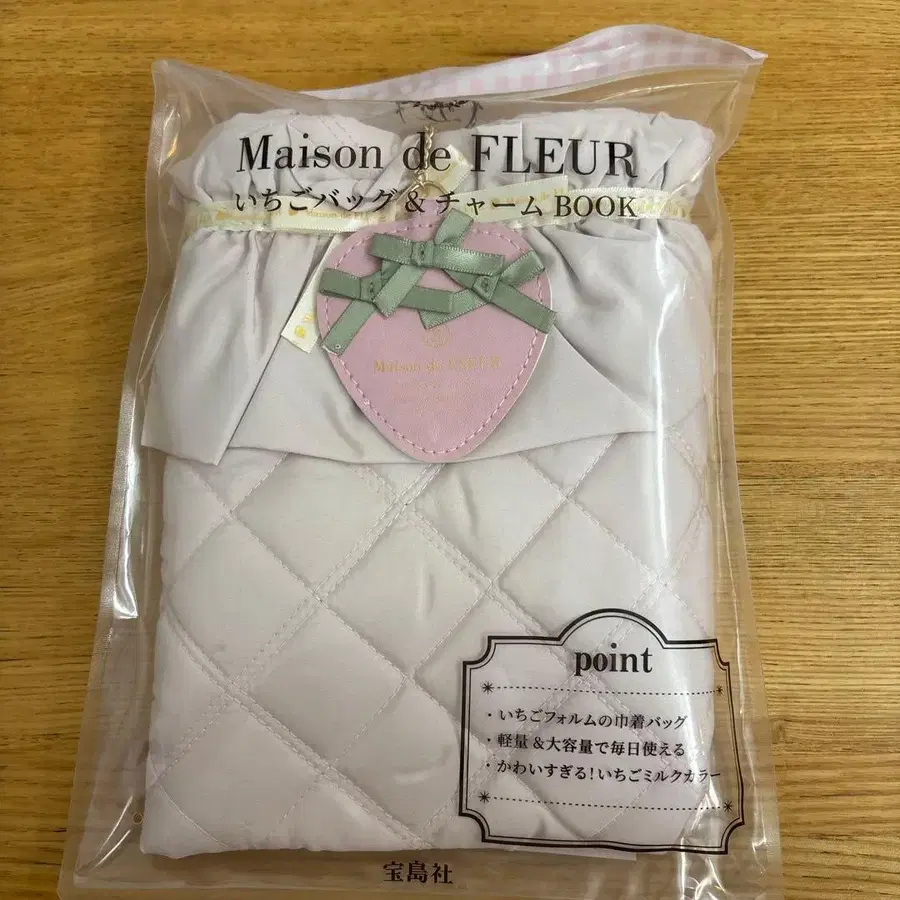 Maison de FLEUR
いちごバッグ & チャーム BOOK
Maison de FLEUR
Maison de FLEUR
point
・いちごフォルムの巾着バッグ
・軽量 & 大容量で毎日使える
・かわいすぎる! いちごミルクカラー
宝島社